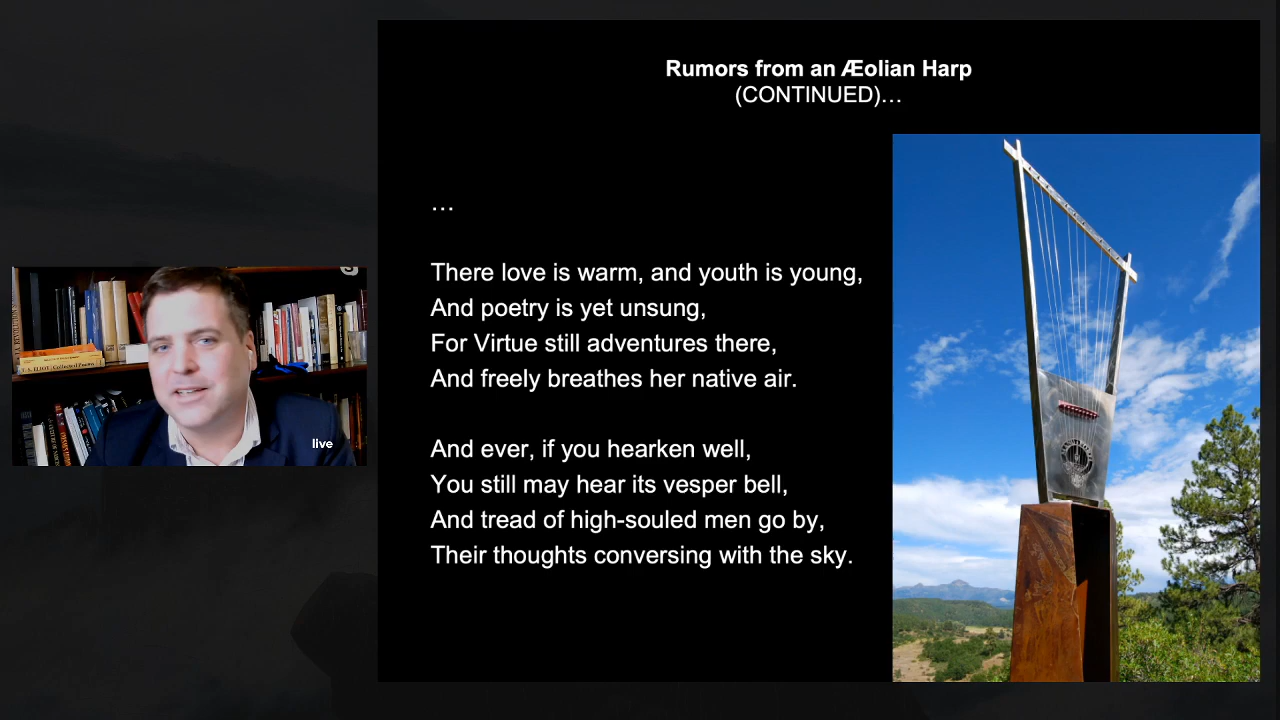 Rumors from an Æolian Harp
(CONTINUED)…
…
There love is warm, and youth is young,
And poetry is yet unsung,
For Virtue still adventures there,
And freely breathes her native air.
And ever, if you hearken well,
You still may hear its vesper bell,
And tread of high-souled men go by,
Their thoughts conversing with the sky.
live